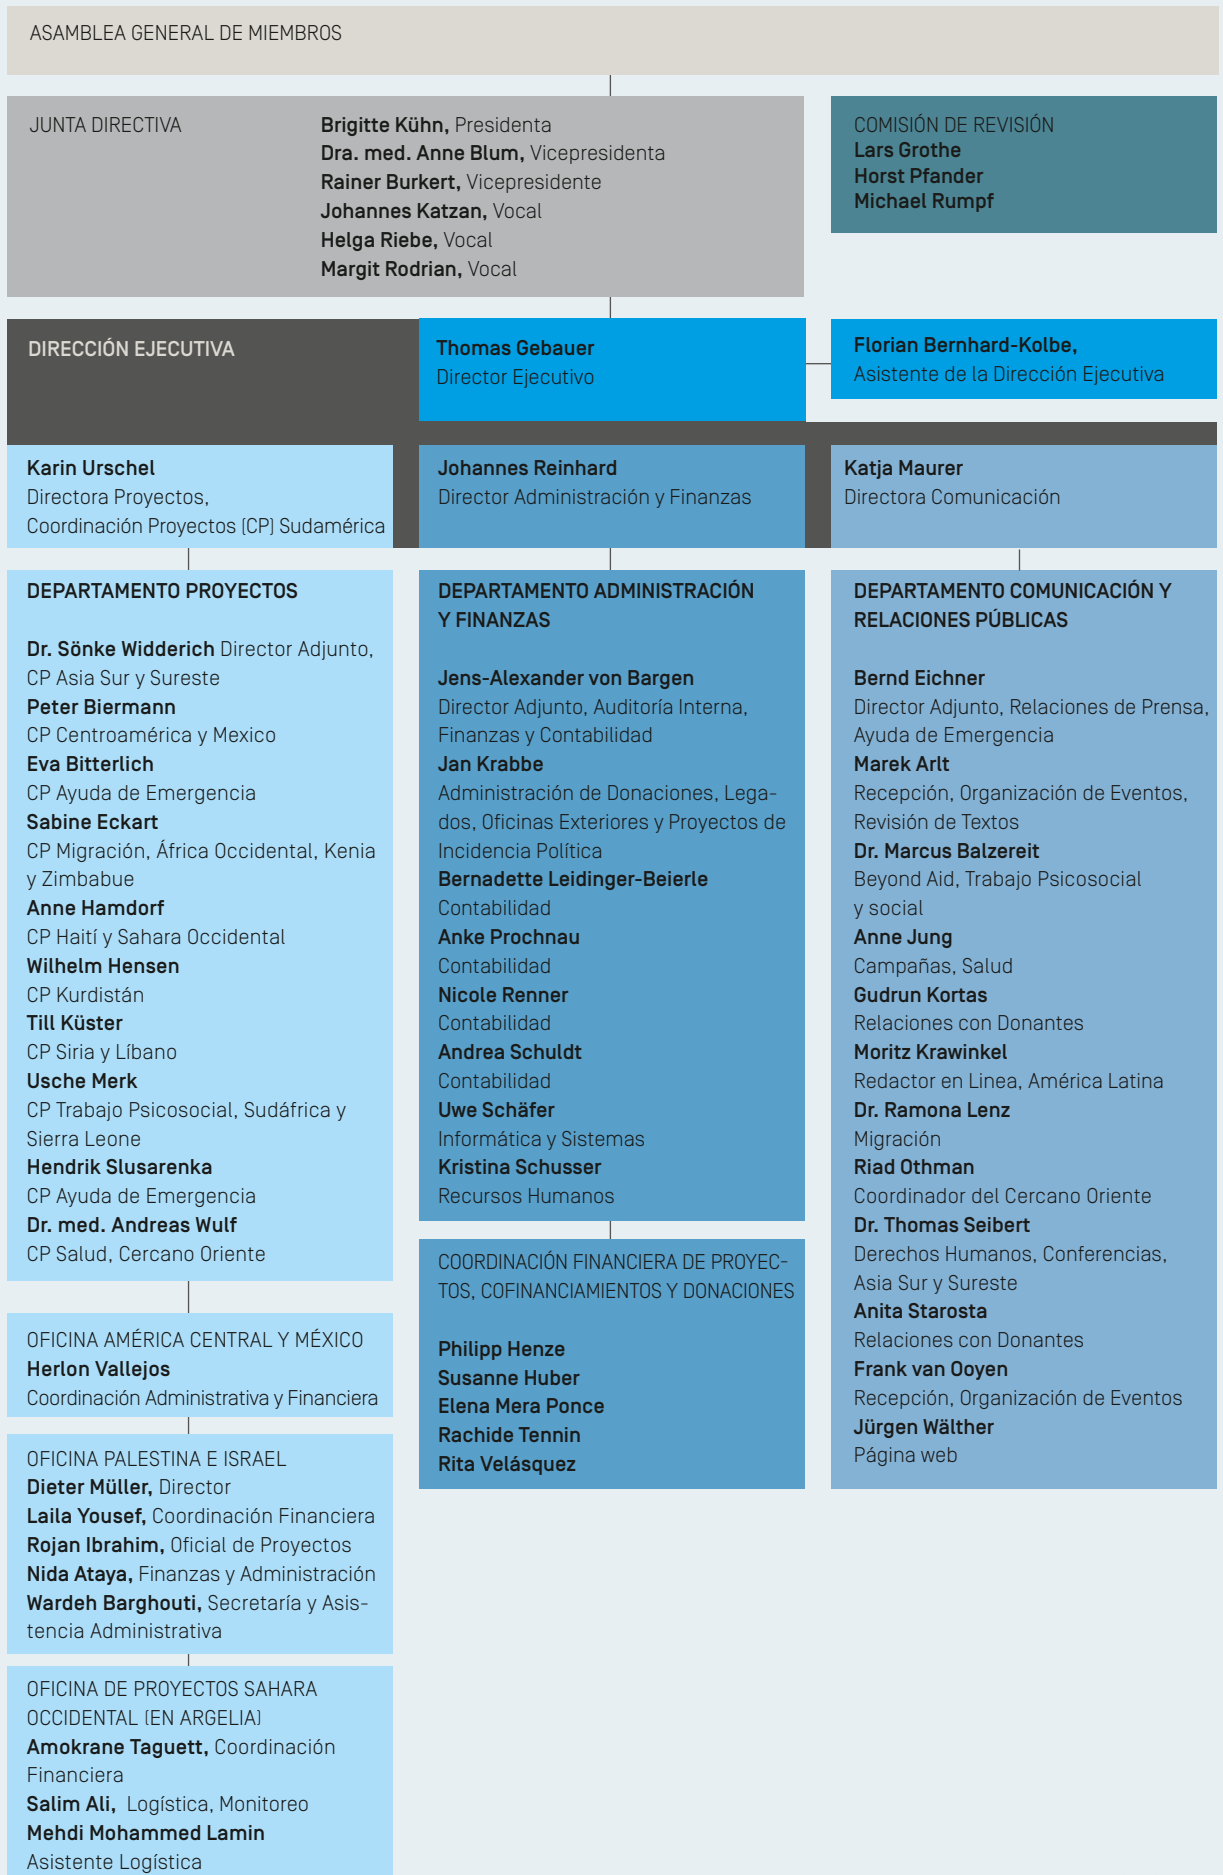 ASAMBLEA GENERAL DE MIEMBROS
JUNTA DIRECTIVA
Brigitte Kühn, Presidenta
Dra. med. Anne Blum, Vicepresidenta
Rainer Burkert, Vicepresidente
Johannes Katzan, Vocal
Helga Riebe, Vocal
Margit Rodrian, Vocal
COMISIÓN DE REVISIÓN
Lars Grothe
Horst Pfander
Michael Rumpf
DIRECCIÓN EJECUTIVA
Thomas Gebauer
Director Ejecutivo
Florian Bernhard-Kolbe,
Asistente de la Dirección Ejecutiva
Karin Urschel
Directora Proyectos,
Coordinación Proyectos (CP) Sudamérica
Johannes Reinhard
Director Administración y Finanzas
Katja Maurer
Directora Comunicación
DEPARTAMENTO PROYECTOS
Dr. Sönke Widderich Director Adjunto,
CP Asia Sur y Sureste
Peter Biermann
CP Centroamérica y Mexico
Eva Bitterlich
CP Ayuda de Emergencia
Sabine Eckart
CP Migración, África Occidental, Kenia
y Zimbabue
Anne Hamdorf
CP Haití y Sahara Occidental
Wilhelm Hensen
CP Kurdistán
Till Küster
CP Siria y Líbano
Usche Merk
CP Trabajo Psicosocial, Sudáfrica y
Sierra Leone
Hendrik Slusarenka
CP Ayuda de Emergencia
Dr. med. Andreas Wulf
CP Salud, Cercano Oriente
OFICINA AMÉRICA CENTRAL Y MÉXICO
Herlon Vallejos
Coordinación Administrativa y Financiera
OFICINA PALESTINA E ISRAEL
Dieter Müller, Director
Laila Yousef, Coordinación Financiera
Rojan Ibrahim, Oficial de Proyectos
Nida Ataya, Finanzas y Administración
Wardeh Barghouti, Secretaría y Asis-
tencia Administrativa
OFICINA DE PROYECTOS SAHARA
OCCIDENTAL (EN ARGELIA)
Amokrane Taguett, Coordinación
Financiera
Salim Ali, Logística, Monitoreo
Mehdi Mohammed Lamin
Asistente Logística
DEPARTAMENTO ADMINISTRACIÓN
Y FINANZAS
Jens-Alexander von Bargen
Director Adjunto, Auditoría Interna,
Finanzas y Contabilidad
Jan Krabbe
Administración de Donaciones, Lega-
dos, Oficinas Exteriores y Proyectos de
Incidencia Política
Bernadette Leidinger-Beierle
Contabilidad
Anke Prochnau
Contabilidad
Nicole Renner
Contabilidad
Andrea Schuldt
Contabilidad
Uwe Schäfer
Informática y Sistemas
Kristina Schusser
Recursos Humanos
COORDINACIÓN FINANCIERA DE PROYEC-
TOS, COFINANCIAMIENTOS Y DONACIONES
Philipp Henze
Susanne Huber
Elena Mera Ponce
Rachide Tennin
Rita Velásquez
DEPARTAMENTO COMUNICACIÓN Y
RELACIONES PÚBLICAS
Bernd Eichner
Director Adjunto, Relaciones de Prensa,
Ayuda de Emergencia
Marek Arlt
Recepción, Organización de Eventos,
Revisión de Textos
Dr. Marcus Balzereit
Beyond Aid, Trabajo Psicosocial
y social
Anne Jung
Campañas, Salud
Gudrun Kortas
Relaciones con Donantes
Moritz Krawinkel
Redactor en Linea, América Latina
Dr. Ramona Lenz
Migración
Riad Othman
Coordinador del Cercano Oriente
Dr. Thomas Seibert
Derechos Humanos, Conferencias,
Asia Sur y Sureste
Anita Starosta
Relaciones con Donantes
Frank van Ooyen
Recepción, Organización de Eventos
Jürgen Wälther
Página web